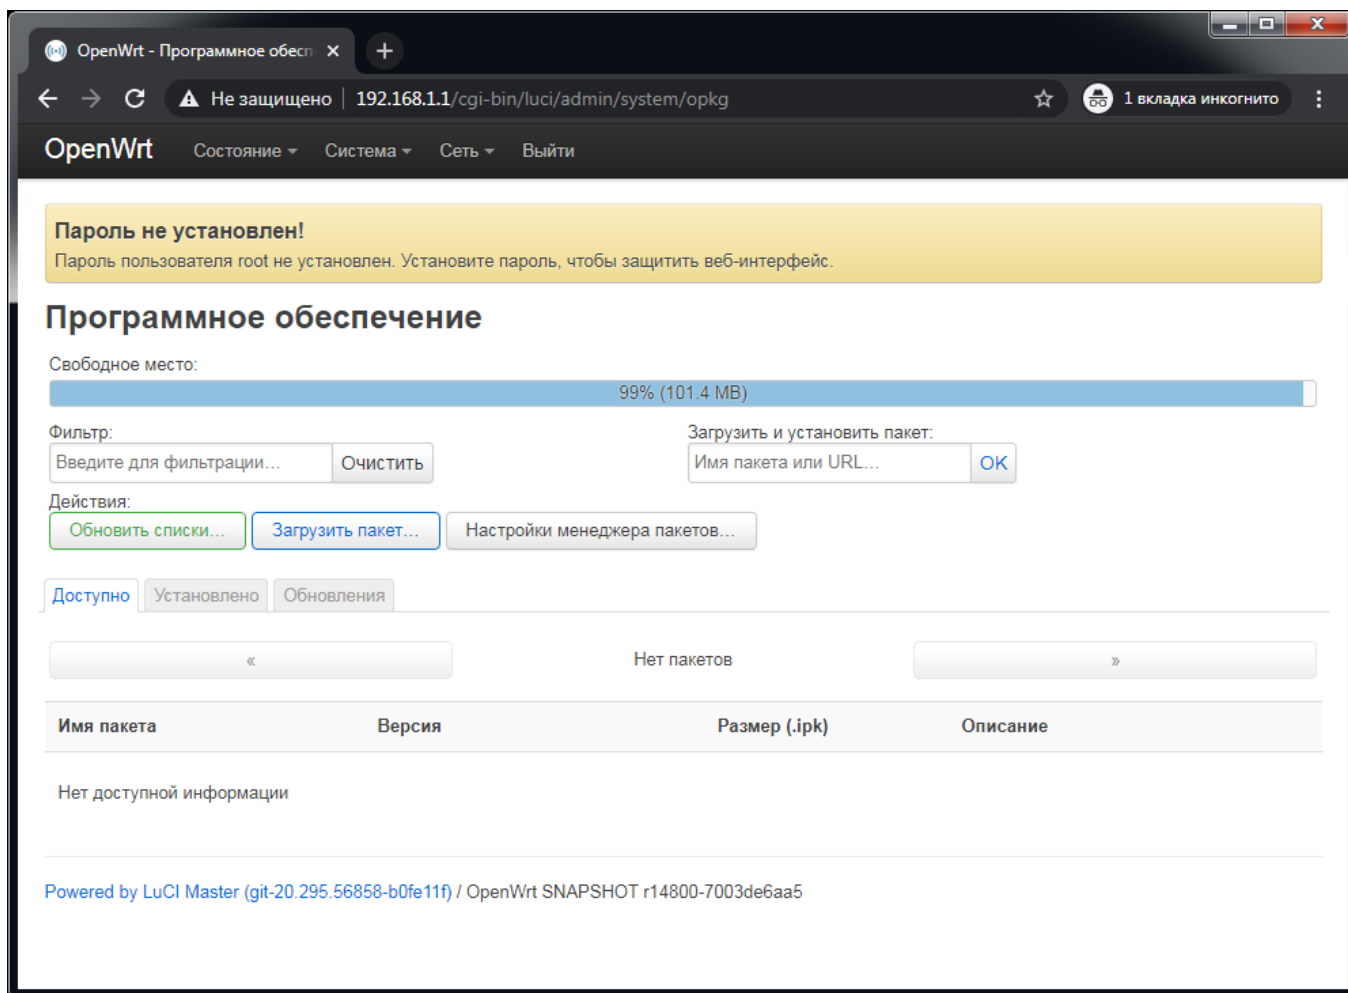 OpenWrt - Программное обесп
Не защищено 192.168.1.1/cgi-bin/luci/admin/system/opkg 1 вкладка инкогнито
OpenWrt Состояние Система Сеть Выйти
Пароль не установлен!
Пароль пользователя root не установлен. Установите пароль, чтобы защитить веб-интерфейс.
Программное обеспечение
Свободное место:
99% (101.4 MB)
Фильтр: Загрузить и установить пакет:
Введите для фильтрации... Очистить Имя пакета или URL... OK
Действия:
Обновить списки... Загрузить пакет... Настройки менеджера пакетов...
Доступно Установлено Обновления
« Нет пакетов »
Имя пакета Версия Размер (.ipk) Описание
Нет доступной информации
Powered by LuCI Master (git-20.295.56858-b0fe11f) / OpenWrt SNAPSHOT r14800-7003de6aa5